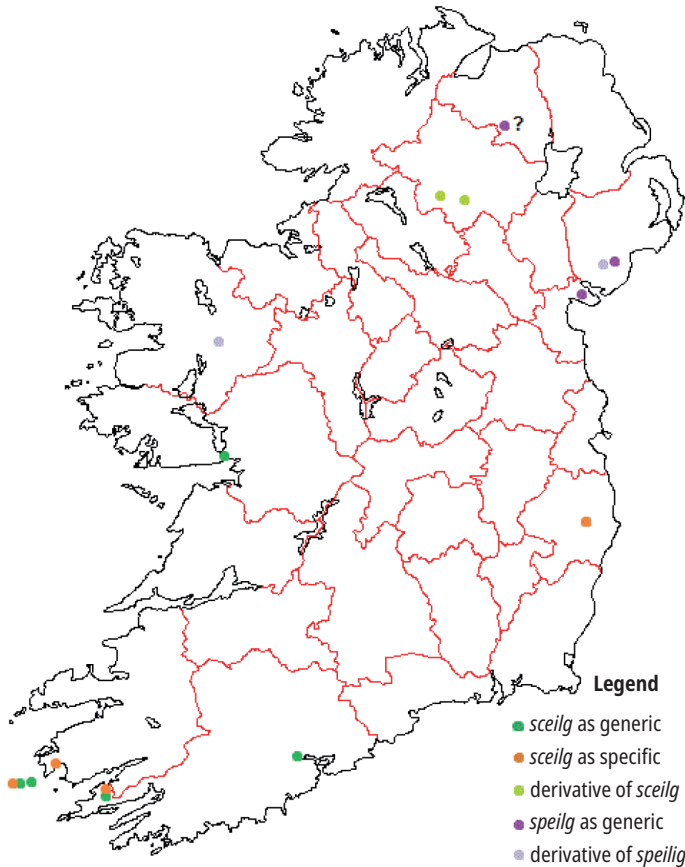 ?
Legend
sceilg as generic
sceilg as specific
derivative of sceilg
speilg as generic
derivative of speilig